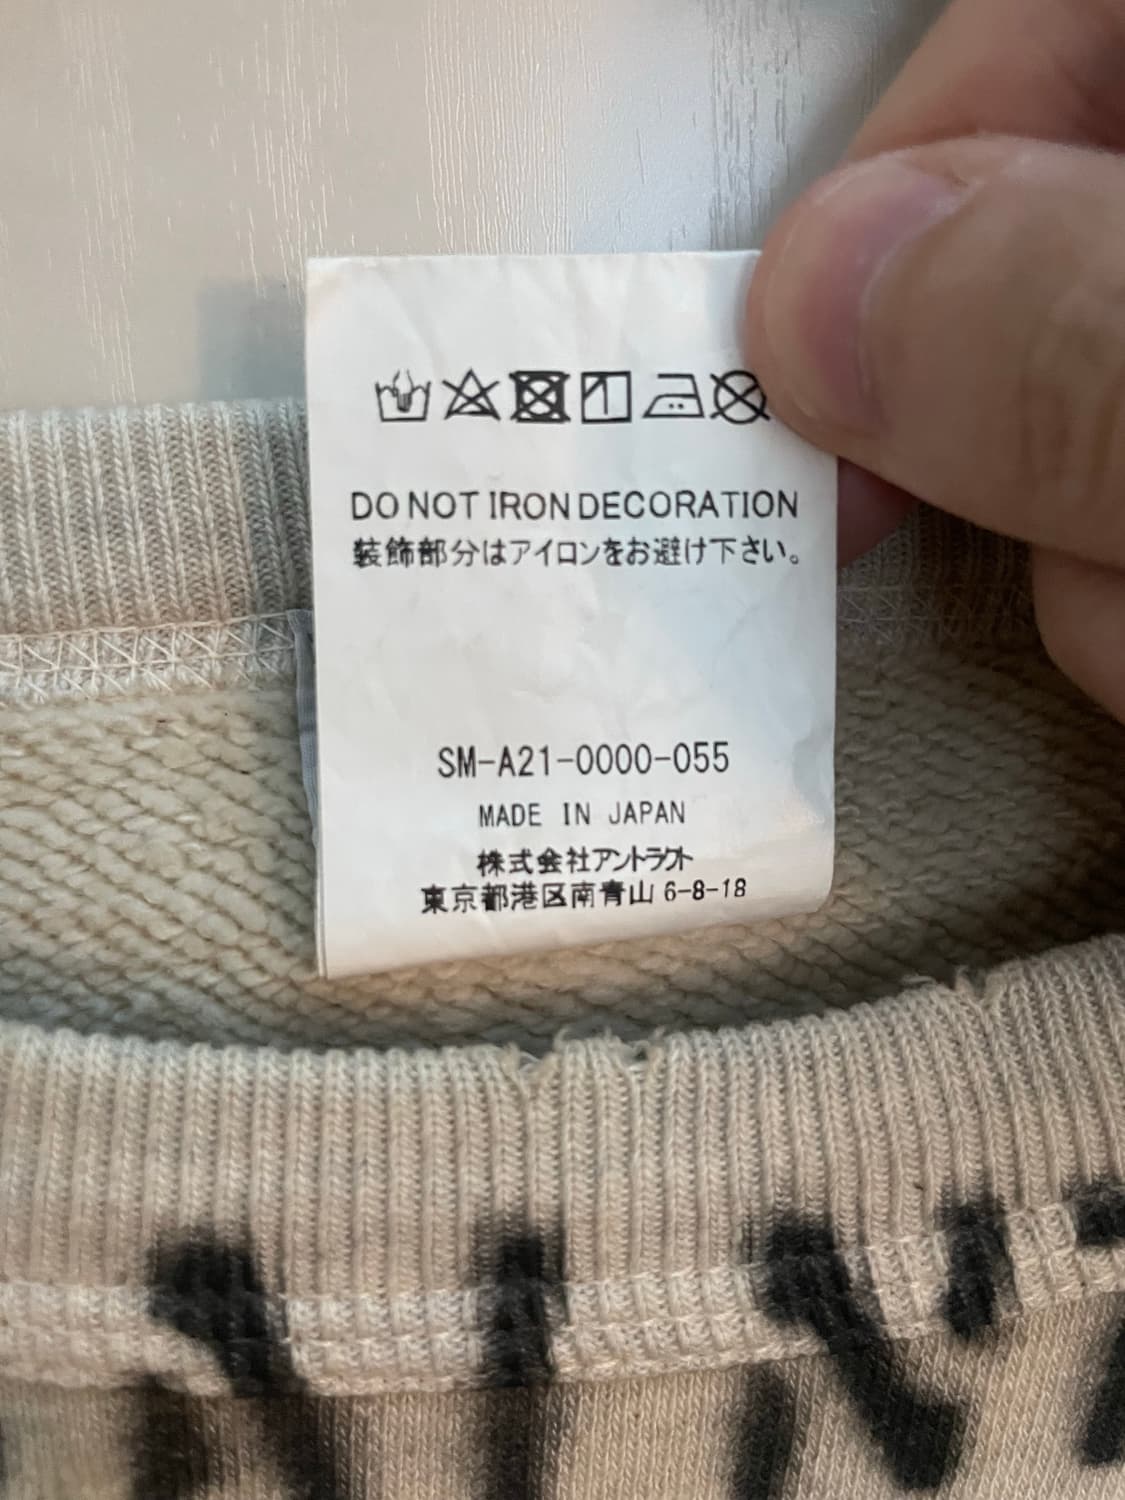 DO NOT IRON DECORATION
装飾部分はアイロンをお避け下さい。
SM-A21-0000-055
MADE IN JAPAN
株式会社アントラクト
東京都港区南青山 6-8-18